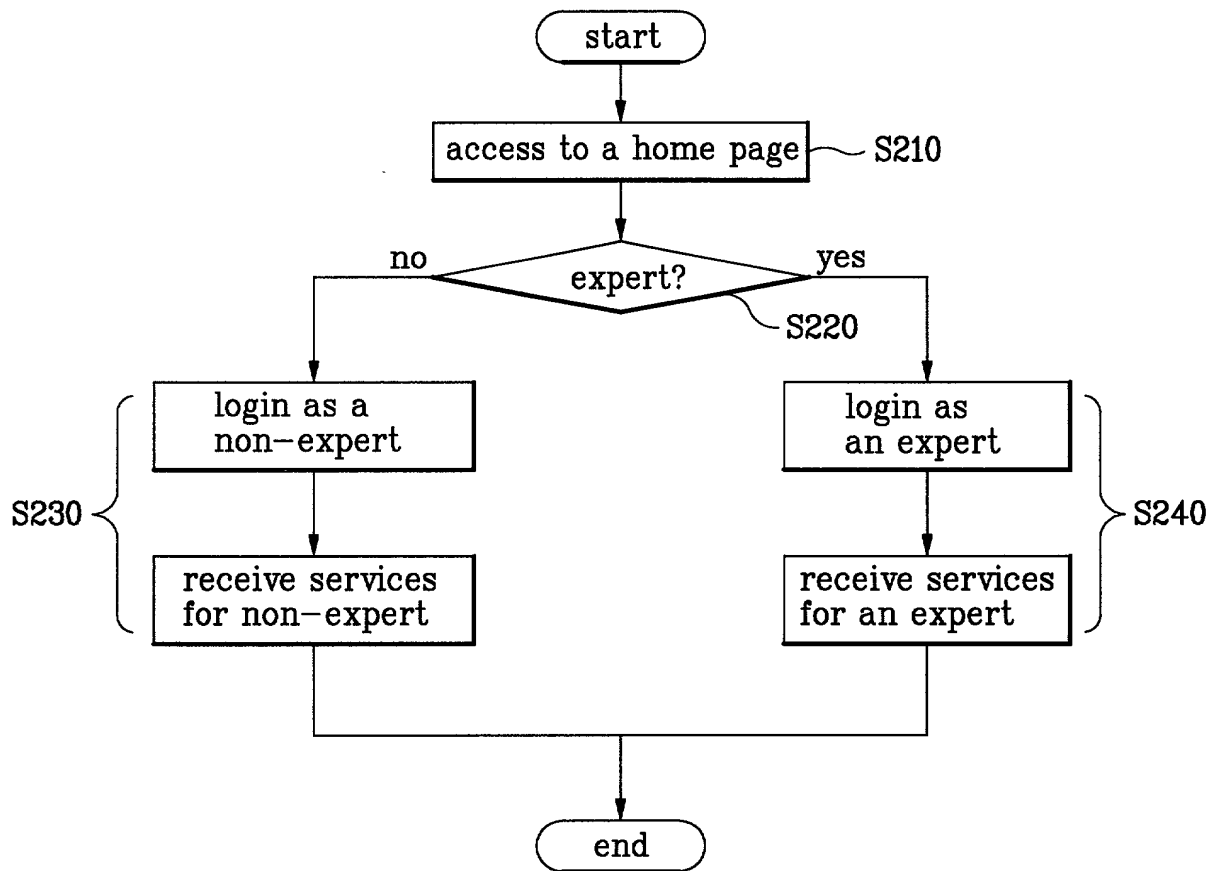 start
access to a home page
S210
no
expert?
yes
S220
login as a
non-expert
login as
an expert
S230
S240
receive services
for non-expert
receive services
for an expert
end